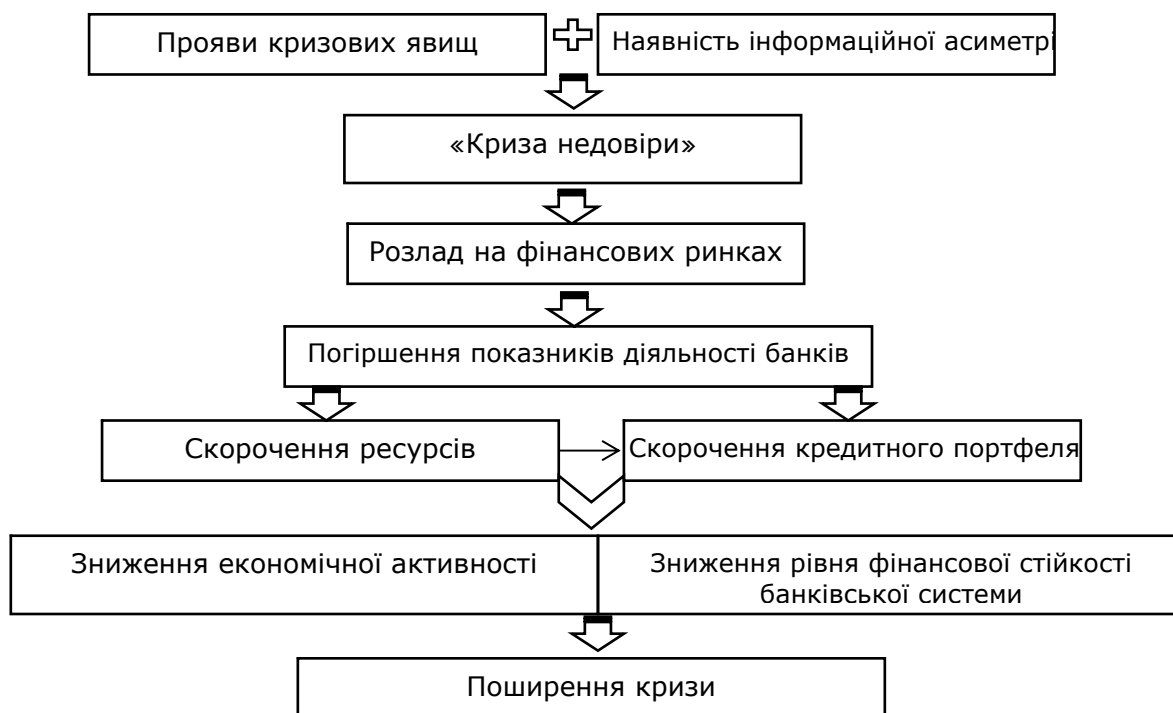 Прояви кризових явищ
Наявність інформаційної асиметрі
«Криза недовіри»
Розлад на фінансових ринках
Погіршення показників діяльності банків
Скорочення ресурсів
Скорочення кредитного портфеля
Зниження економічної активності
Зниження рівня фінансової стійкості
банківської системи
Поширення кризи